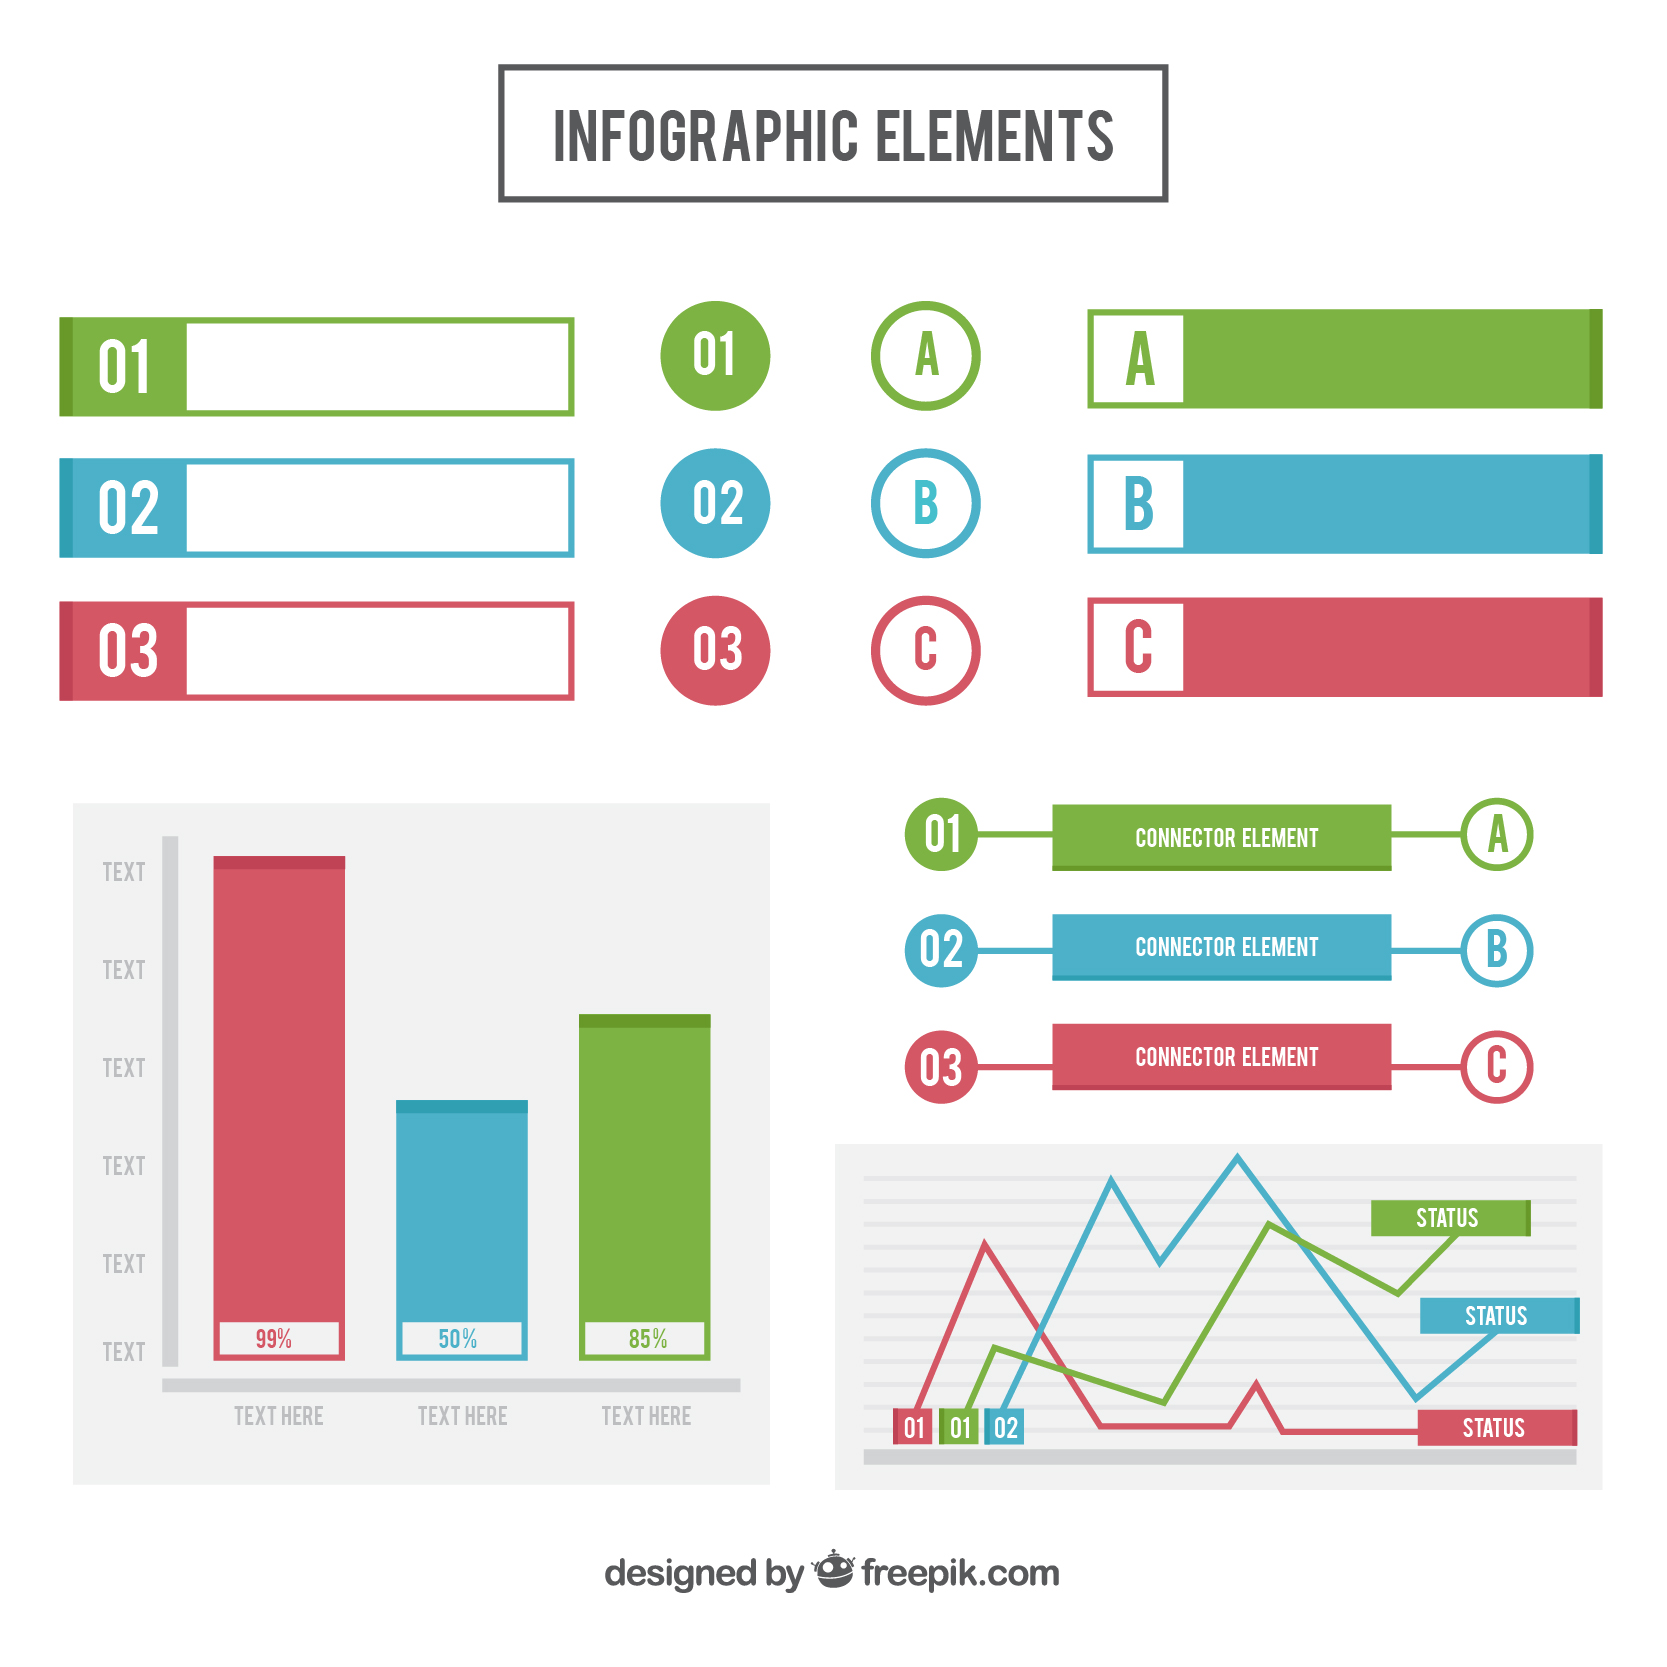 INFOGRAPHIC ELEMENTS
01
01
A
A
02
02
B
B
03
03
C
C
TEXT
TEXT
TEXT
TEXT
TEXT
TEXT
99%
50%
85%
TEXT HERE
TEXT HERE
TEXT HERE
01
CONNECTOR ELEMENT
A
02
CONNECTOR ELEMENT
B
03
CONNECTOR ELEMENT
C
STATUS
STATUS
STATUS
01
01
02
designed by freepik.com